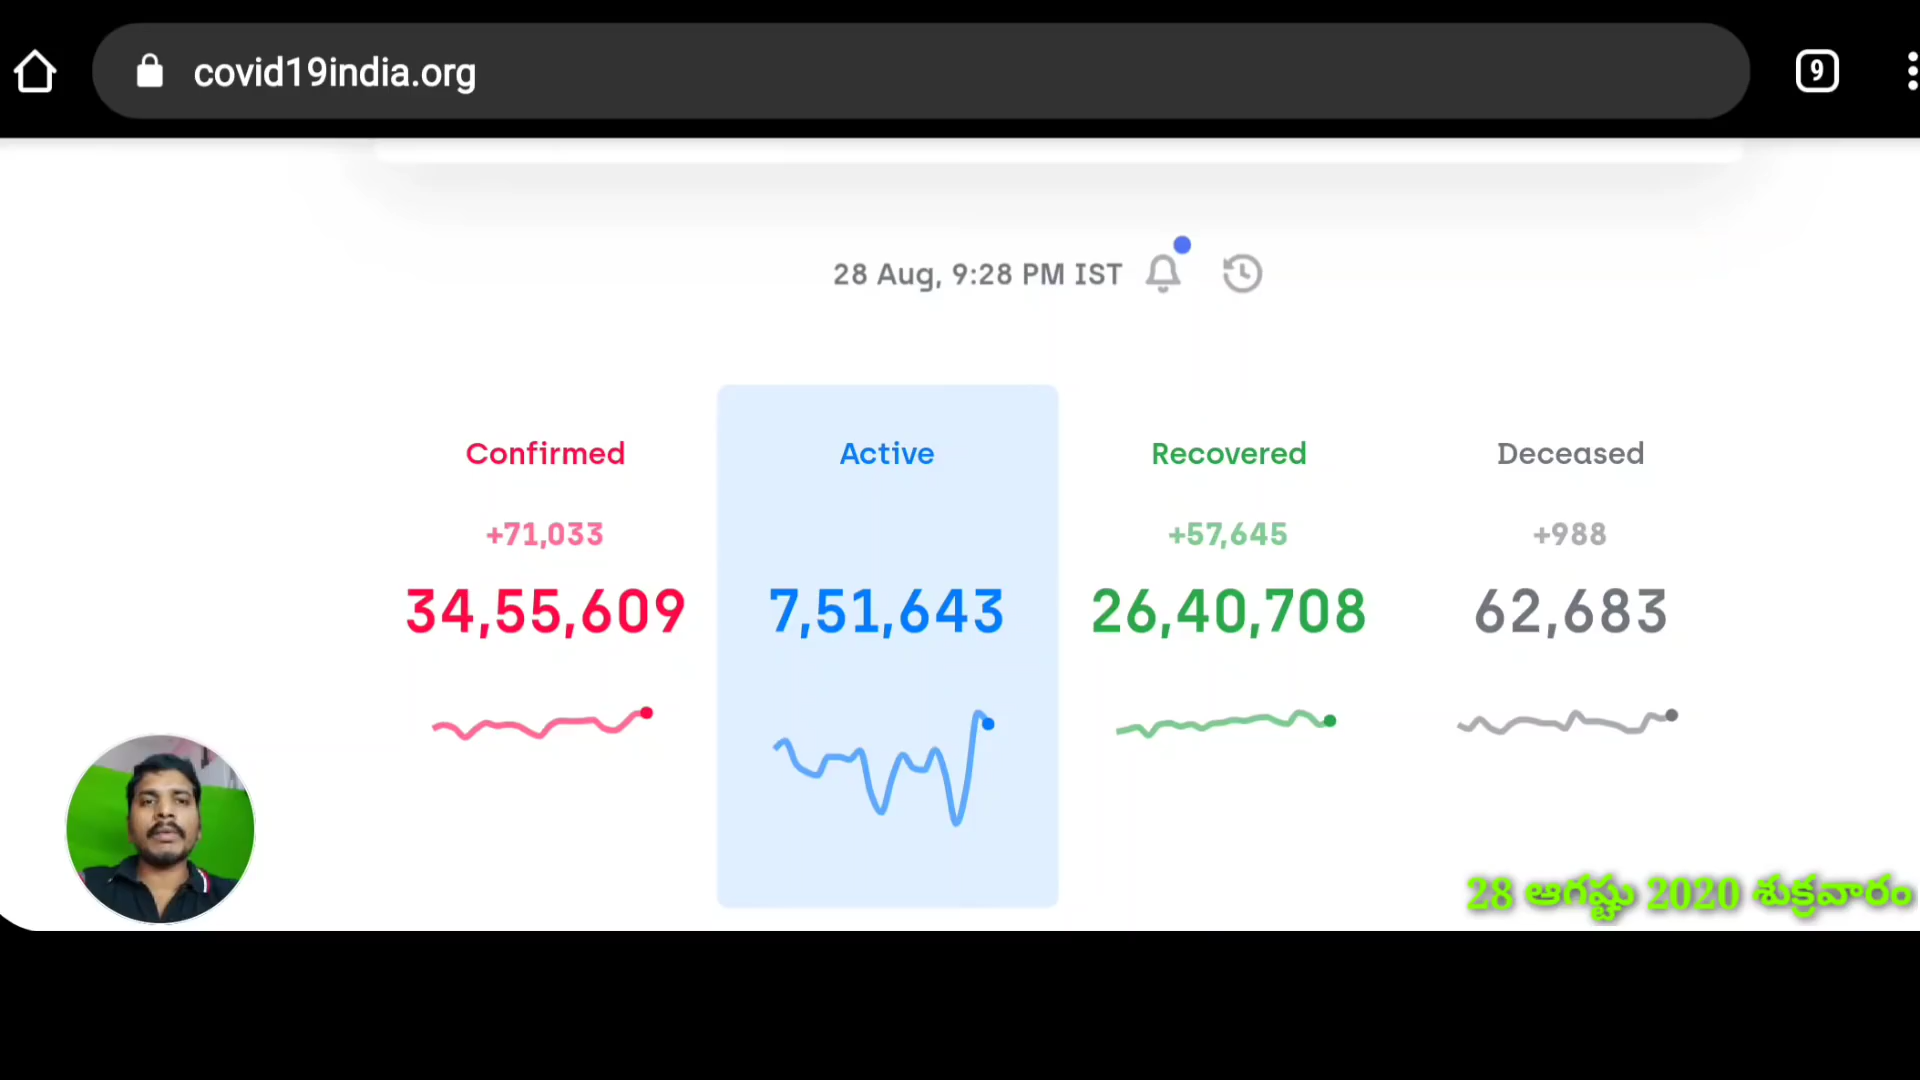 covid19india.org
9
28 Aug, 9:28 PM IST
Confirmed
Active
Recovered
Deceased
+71,033
+57,645
+988
34,55,609
7,51,643
26,40,708
62,683
28 ఆగష్టు 2020 శుక్రవారం